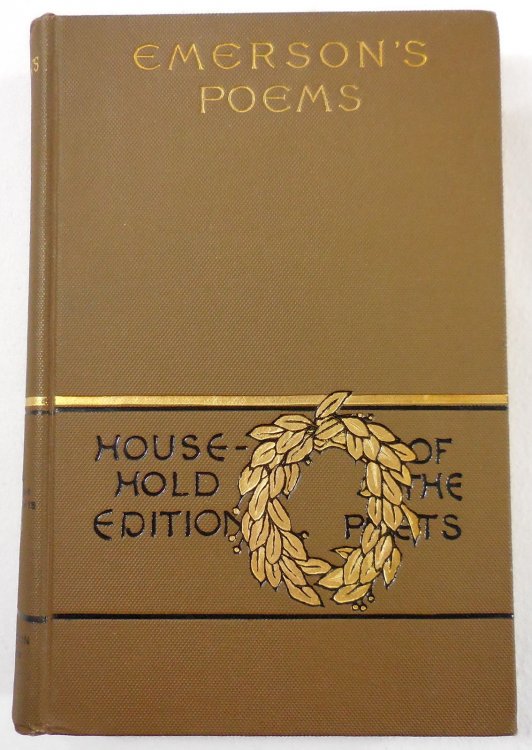 EMERSON'S
POEMS
HOUSE-
HOLD
EDITION
OF
THE
POETS